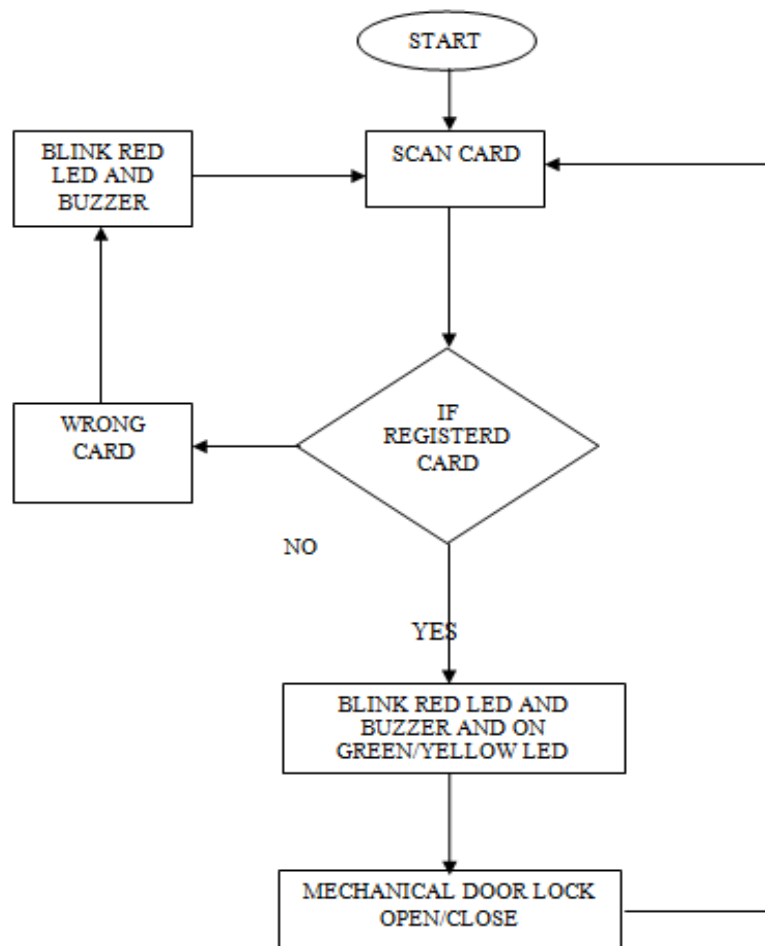 START
SCAN CARD
BLINK RED
LED AND
BUZZER
IF
REGISTERD
CARD
WRONG
CARD
NO
YES
BLINK RED LED AND
BUZZER AND ON
GREEN/YELLOW LED
MECHANICAL DOOR LOCK
OPEN/CLOSE